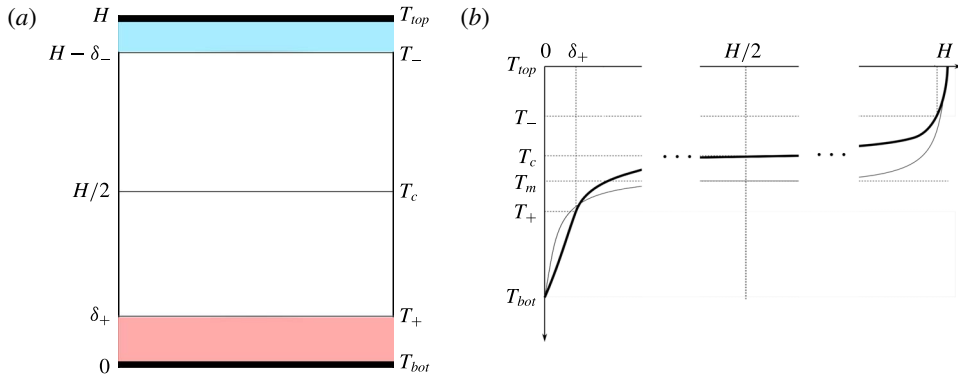 (a)
H
T_top
H − δ_−
T_−
H/2
T_c
δ_+
T_+
0
T_bot
(b)
0 δ_+ H/2 H
T_top
T_−
T_c
T_m
T_+
T_bot